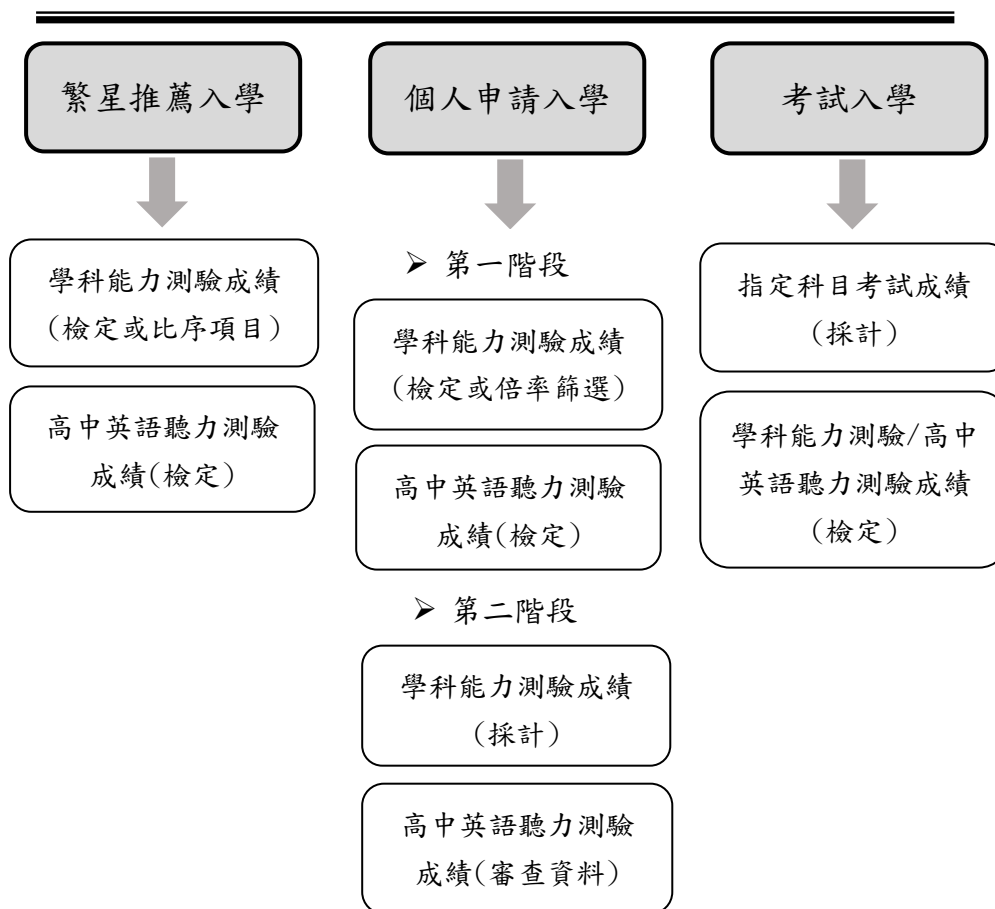 繁星推薦入學
學科能力測驗成績
(檢定或比序項目)
高中英語聽力測驗
成績(檢定)
個人申請入學
➢ 第一階段
學科能力測驗成績
(檢定或倍率篩選)
高中英語聽力測驗
成績(檢定)
➢ 第二階段
學科能力測驗成績
(採計)
高中英語聽力測驗
成績(審查資料)
考試入學
指定科目考試成績
(採計)
學科能力測驗/高中
英語聽力測驗成績
(檢定)